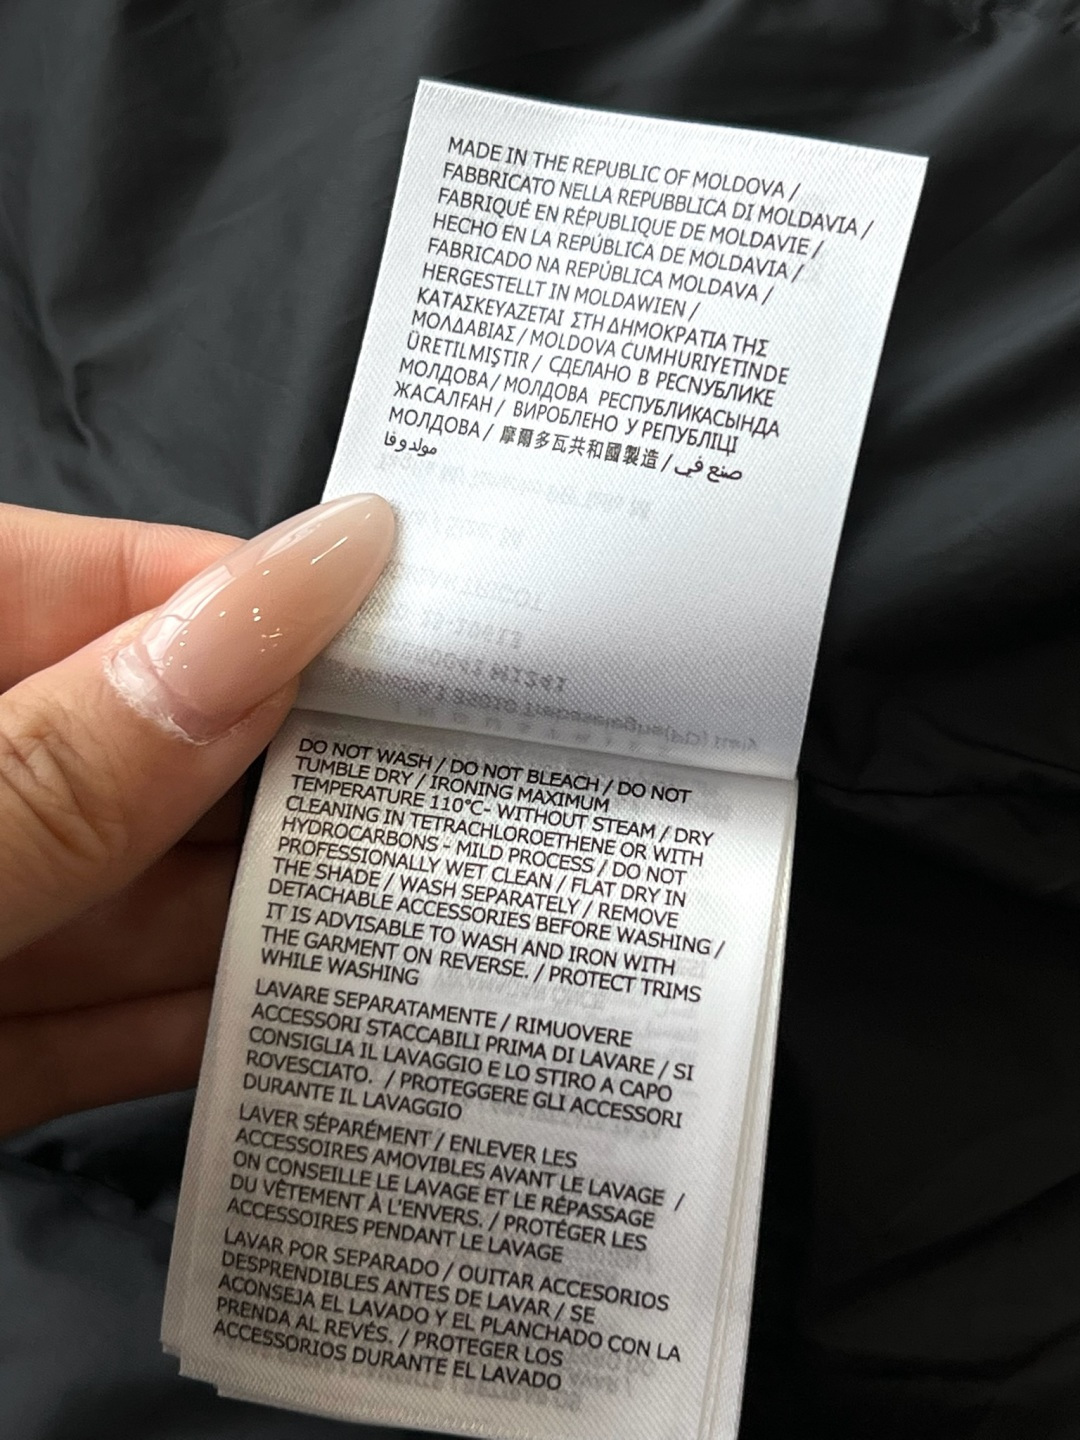 MADE IN THE REPUBLIC OF MOLDOVA /
FABBRICATO NELLA REPUBBLICA DI MOLDAVIA /
FABRIQUÉ EN RÉPUBLIQUE DE MOLDAVIE /
HECHO EN LA REPÚBLICA DE MOLDAVIA /
FABRICADO NA REPÚBLICA MOLDAVA /
HERGESTELLT IN MOLDAWIEN /
ΚΑΤΑΣΚΕΥΑΖΕΤΑΙ ΣΤΗ ΔΗΜΟΚΡΑΤΙΑ ΤΗΣ
ΜΟΛΔΑΒΙΑΣ / MOLDOVA CUMHURİYETİNDE
ÜRETILMIŞTIR / СДЕЛАНО В РЕСПУБЛИКЕ
МОЛДОВА / МОЛДОВА РЕСПУБЛИКАСЫНДА
ЖАСАЛҒАН / ВИРОБЛЕНО У РЕПУБЛІЦІ
МОЛДОВА / 摩爾多瓦共和國製造 / صنع في
مولدوفا
DO NOT WASH / DO NOT BLEACH / DO NOT
TUMBLE DRY / IRONING MAXIMUM
TEMPERATURE 110°C- WITHOUT STEAM / DRY
CLEANING IN TETRACHLOROETHENE OR WITH
HYDROCARBONS - MILD PROCESS / DO NOT
PROFESSIONALLY WET CLEAN / FLAT DRY IN
THE SHADE / WASH SEPARATELY / REMOVE
DETACHABLE ACCESSORIES BEFORE WASHING /
IT IS ADVISABLE TO WASH AND IRON WITH
THE GARMENT ON REVERSE. / PROTECT TRIMS
WHILE WASHING
LAVARE SEPARATAMENTE / RIMUOVERE
ACCESSORI STACCABILI PRIMA DI LAVARE / SI
CONSIGLIA IL LAVAGGIO E LO STIRO A CAPO
ROVESCIATO. / PROTEGGERE GLI ACCESSORI
DURANTE IL LAVAGGIO
LAVER SÉPARÉMENT / ENLEVER LES
ACCESSOIRES AMOVIBLES AVANT LE LAVAGE /
ON CONSEILLE LE LAVAGE ET LE RÉPASSAGE
DU VÊTEMENT À L'ENVERS. / PROTÉGER LES
ACCESSOIRES PENDANT LE LAVAGE
LAVAR POR SEPARADO / QUITAR ACCESORIOS
DESPRENDIBLES ANTES DE LAVAR / SE
ACONSEJA EL LAVADO Y EL PLANCHADO CON LA
PRENDA AL REVÉS. / PROTEGER LOS
ACCESSORIOS DURANTE EL LAVADO